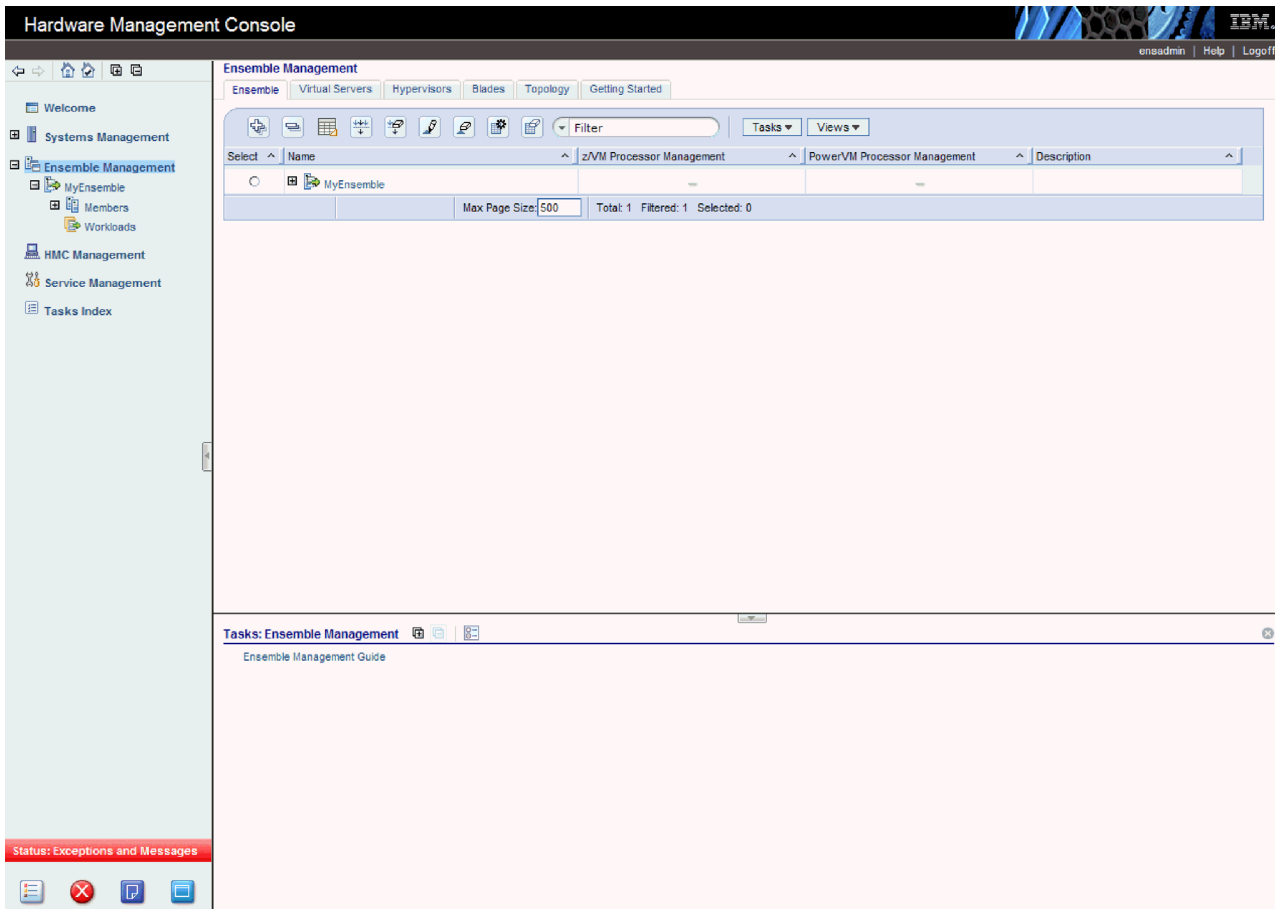 Hardware Management Console
IBM.
ensadmin | Help | Logoff
Welcome
Systems Management
Ensemble Management
MyEnsemble
Members
Workloads
HMC Management
Service Management
Tasks Index
Status: Exceptions and Messages
Ensemble Management
Ensemble Virtual Servers Hypervisors Blades Topology Getting Started
Filter Tasks Views
Select Name z/VM Processor Management PowerVM Processor Management Description
MyEnsemble
Max Page Size: 500 Total: 1 Filtered: 1 Selected: 0
Tasks: Ensemble Management
Ensemble Management Guide